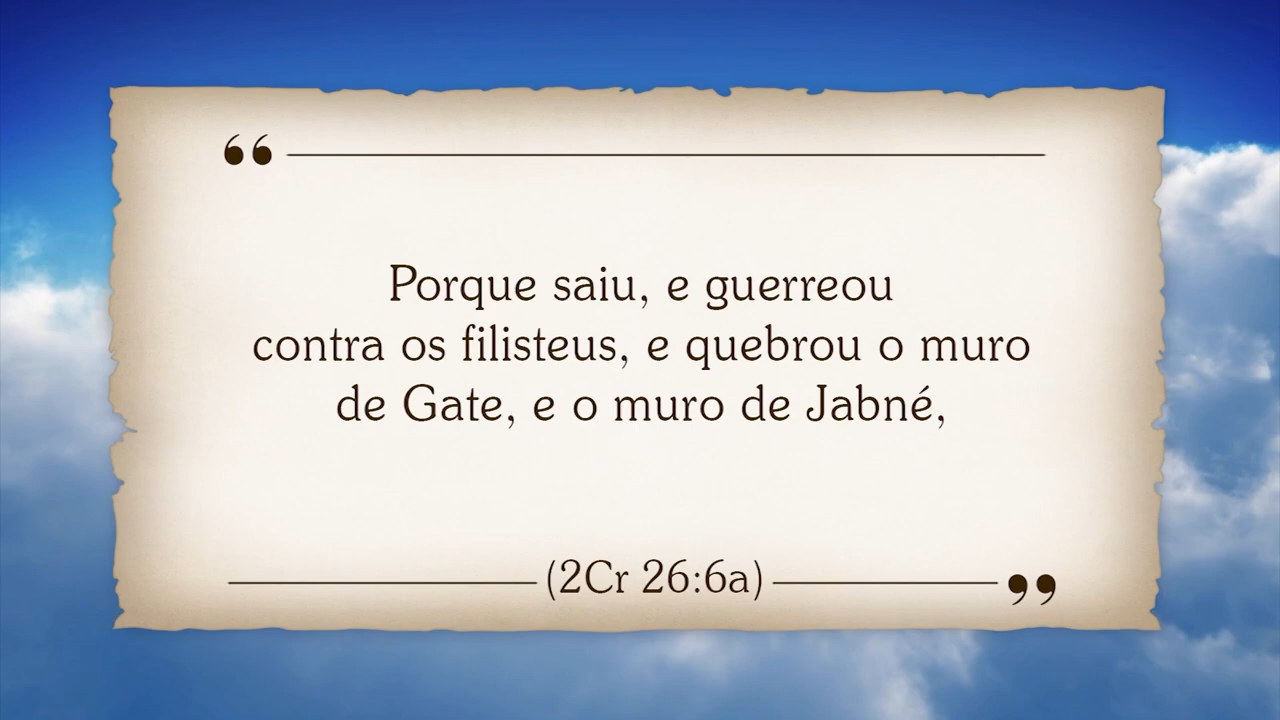 “
Porque saiu, e guerreou
contra os filisteus, e quebrou o muro
de Gate, e o muro de Jabné,
(2Cr 26:6a)
”